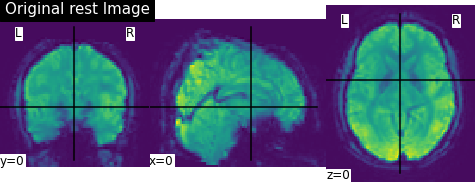 Original rest Image
L R
L R
y=0
x=0
z=0